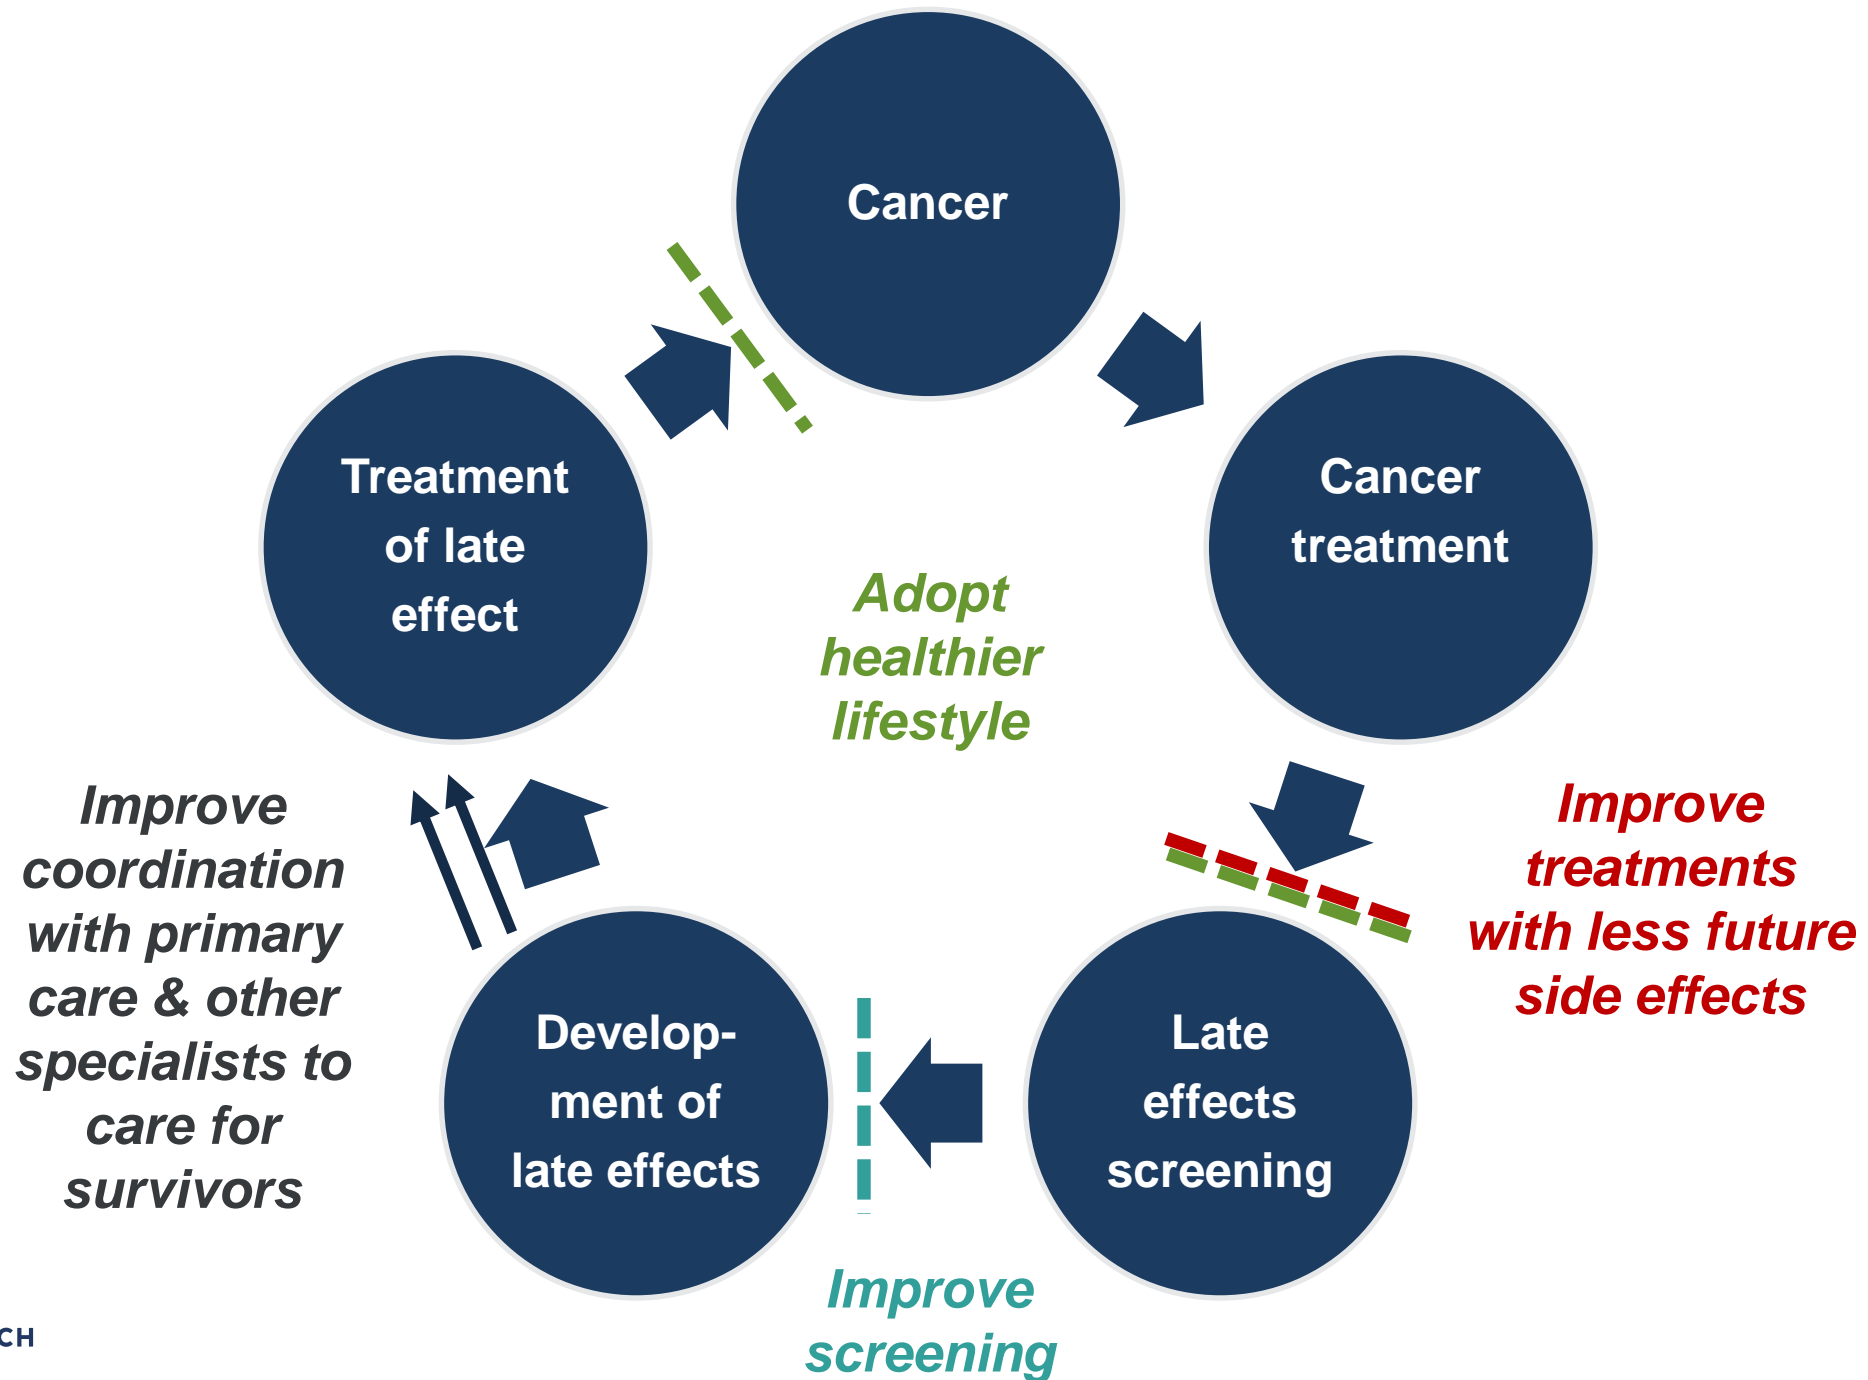 Cancer
Treatment
of late
effect
Cancer
treatment
Adopt
healthier
lifestyle
Improve
coordination
with primary
care & other
specialists to
care for
survivors
Improve
treatments
with less future
side effects
Develop-
ment of
late effects
Late
effects
screening
Improve
screening
CH